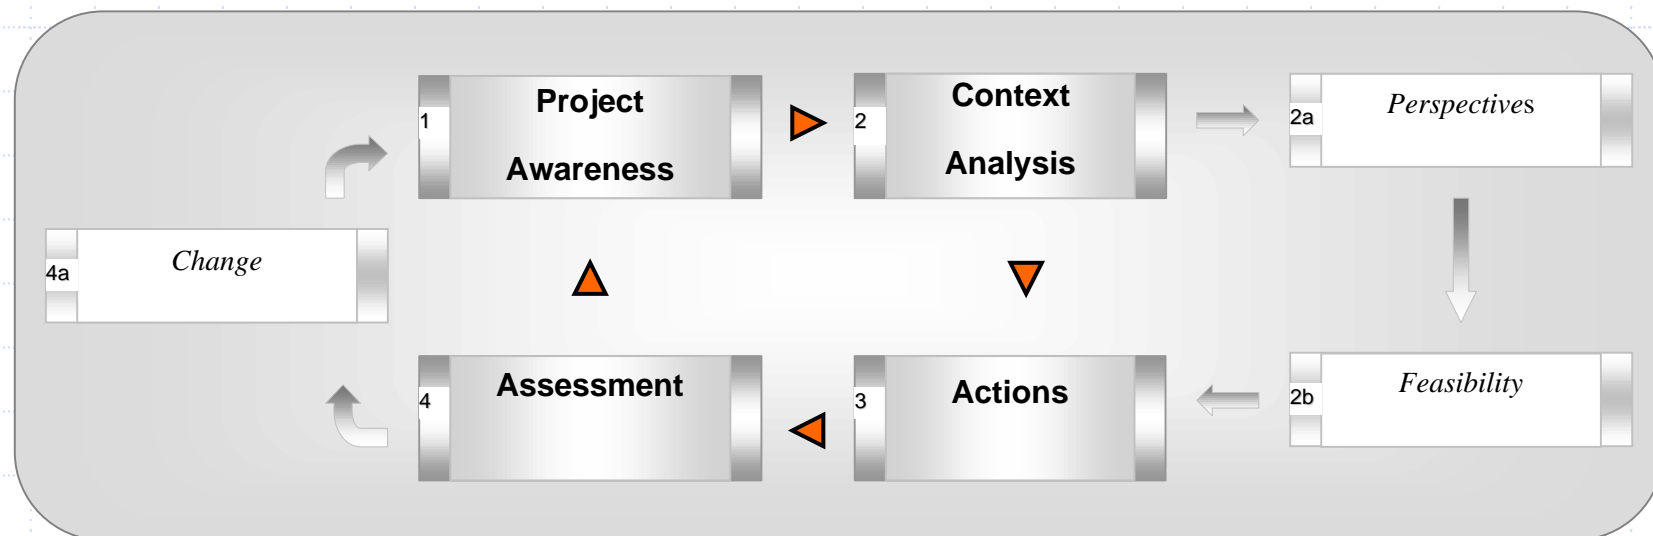 1
Project
Awareness
2
Context
Analysis
2a
Perspectives
4a
Change
4
Assessment
3
Actions
2b
Feasibility